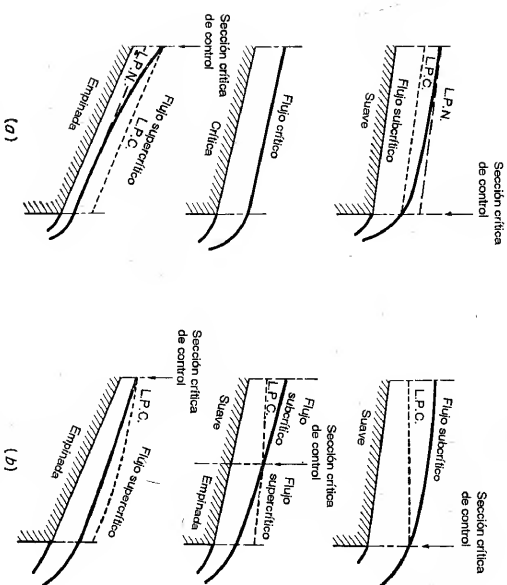 Sección crítica
de control
L.P.N.
L.P.C.
Flujo subcrítico
Suave
Sección crítica
de control
Flujo subcrítico
L.P.C.
Suave
Flujo crítico
Crítica
Sección crítica
de control
Flujo
subcrítico
Flujo
supercrítico
L.P.C.
Suave
Empinada
Sección crítica
de control
Flujo supercrítico
L.P.C.
L.P.N.
Empinada
Sección crítica
de control
L.P.C.
Flujo supercrítico
Empinada
(a)
(b)